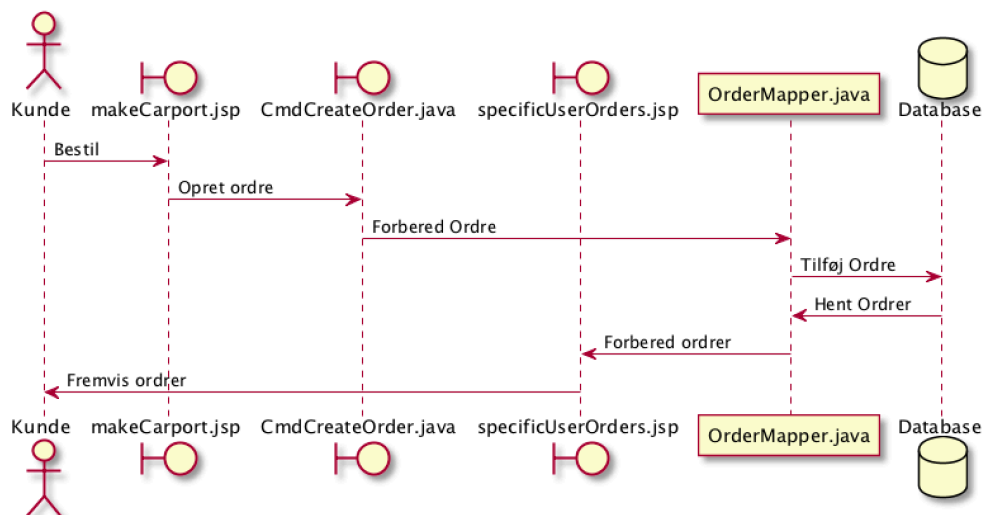 Kunde
makeCarport.jsp
CmdCreateOrder.java
specificUserOrders.jsp
OrderMapper.java
Database
Bestil
Opret ordre
Forbered Ordre
Tilføj Ordre
Hent Ordrer
Forbered ordrer
Fremvis ordrer
Kunde
makeCarport.jsp
CmdCreateOrder.java
specificUserOrders.jsp
OrderMapper.java
Database